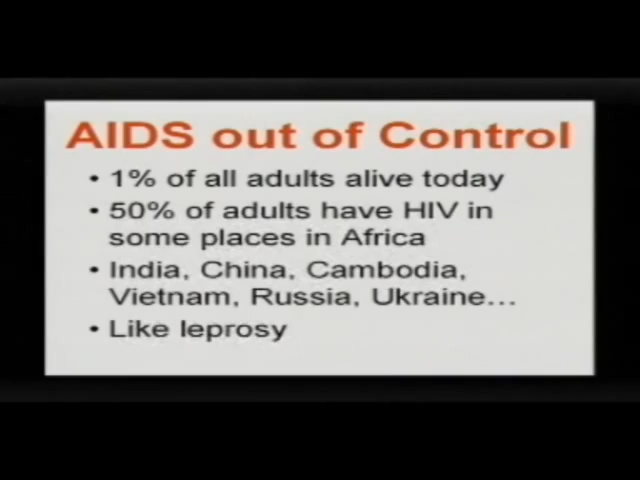 AIDS out of Control
• 1% of all adults alive today
• 50% of adults have HIV in
some places in Africa
• India, China, Cambodia,
Vietnam, Russia, Ukraine...
• Like leprosy